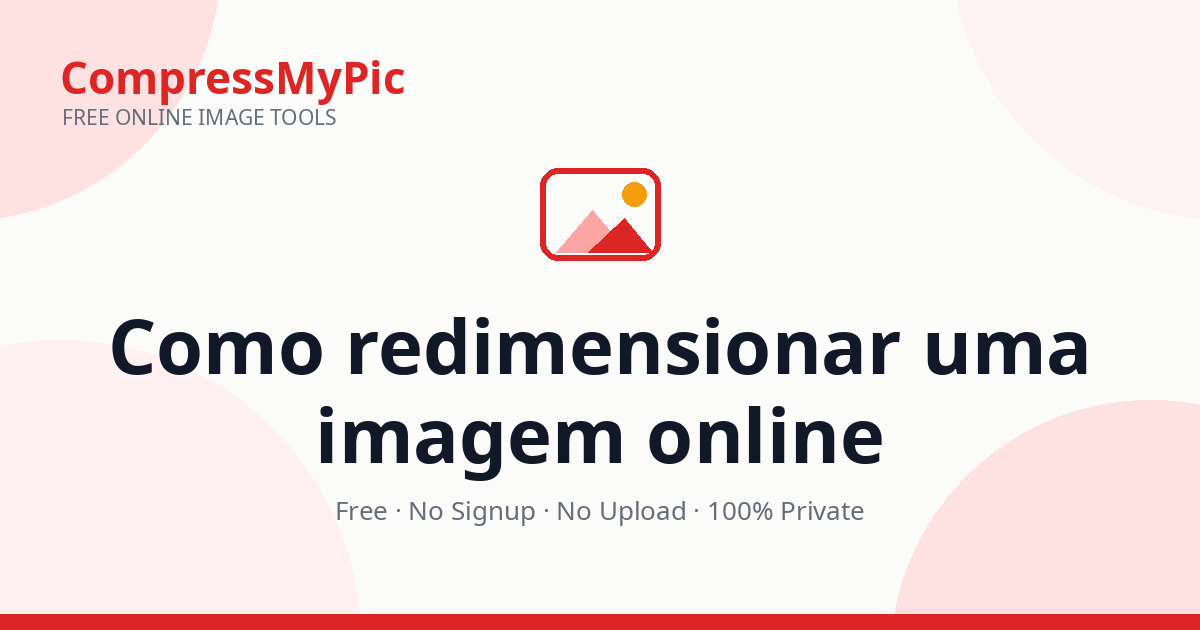 CompressMyPic
FREE ONLINE IMAGE TOOLS
Como redimensionar uma
imagem online
Free · No Signup · No Upload · 100% Private